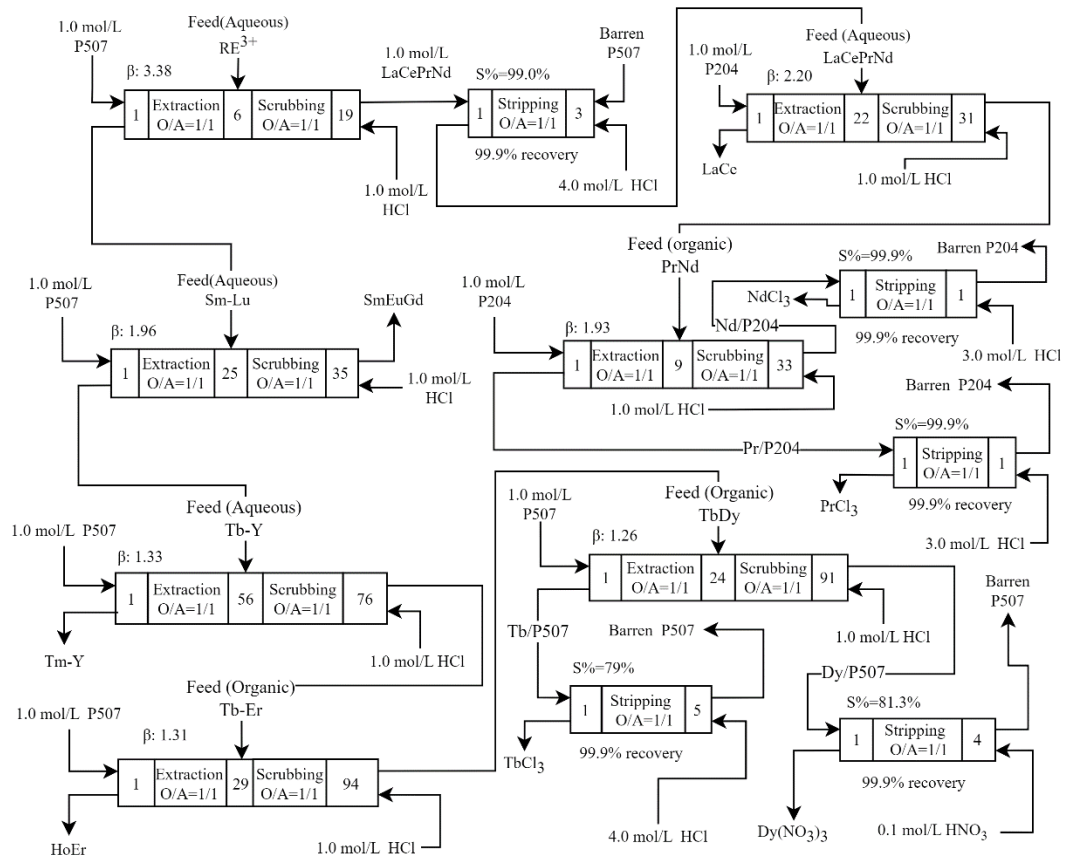 1.0 mol/L
P507
Feed(Aqueous)
RE3+
β: 3.38
1
Extraction
O/A=1/1
6
Scrubbing
O/A=1/1
19
1.0 mol/L
HCl
1.0 mol/L
LaCePrNd
S%=99.0%
Barren
P507
1
Stripping
O/A=1/1
3
99.9% recovery
4.0 mol/L HCl
1.0 mol/L
P204
Feed (Aqueous)
LaCePrNd
β: 2.20
1
Extraction
O/A=1/1
22
Scrubbing
O/A=1/1
31
LaCe
1.0 mol/L HCl
1.0 mol/L
P507
Feed(Aqueous)
Sm-Lu
SmEuGd
β: 1.96
1
Extraction
O/A=1/1
25
Scrubbing
O/A=1/1
35
1.0 mol/L
HCl
Feed (organic)
PrNd
1.0 mol/L
P204
β: 1.93
1
Extraction
O/A=1/1
9
Scrubbing
O/A=1/1
33
1.0 mol/L HCl
Nd/P204
S%=99.9%
Barren P204
NdCl3
1
Stripping
O/A=1/1
1
99.9% recovery
3.0 mol/L HCl
Pr/P204
Barren P204
S%=99.9%
1
Stripping
O/A=1/1
1
PrCl3
99.9% recovery
3.0 mol/L HCl
1.0 mol/L P507
Feed (Aqueous)
Tb-Y
β: 1.33
1
Extraction
O/A=1/1
56
Scrubbing
O/A=1/1
76
Tm-Y
1.0 mol/L HCl
1.0 mol/L P507
Feed (Organic)
Tb-Er
β: 1.31
1
Extraction
O/A=1/1
29
Scrubbing
O/A=1/1
94
HoEr
1.0 mol/L HCl
1.0 mol/L
P507
Feed (Organic)
TbDy
β: 1.26
1
Extraction
O/A=1/1
24
Scrubbing
O/A=1/1
91
1.0 mol/L HCl
Tb/P507
Barren P507
S%=79%
1
Stripping
O/A=1/1
5
TbCl3
99.9% recovery
4.0 mol/L HCl
Barren
P507
Dy/P507
S%=81.3%
1
Stripping
O/A=1/1
4
99.9% recovery
Dy(NO3)3
0.1 mol/L HNO3